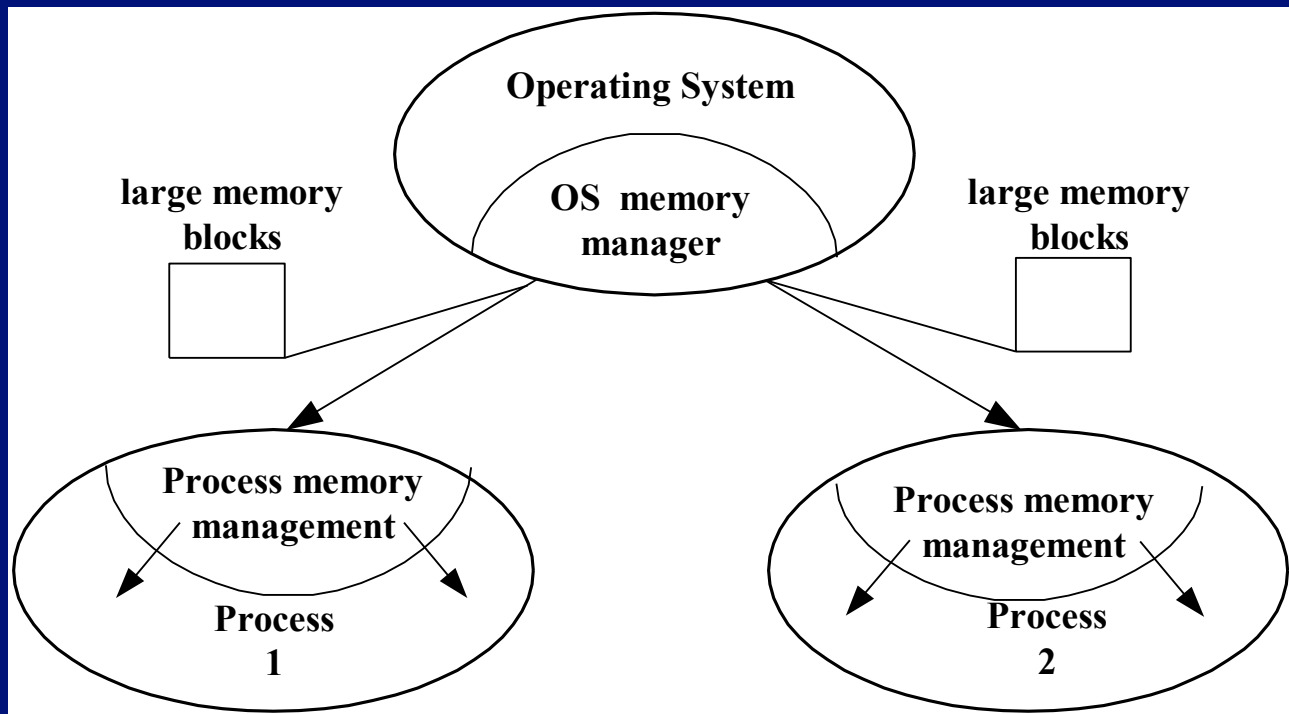 Operating System
OS memory
manager
large memory
blocks
large memory
blocks
Process memory
management
Process
1
Process memory
management
Process
2